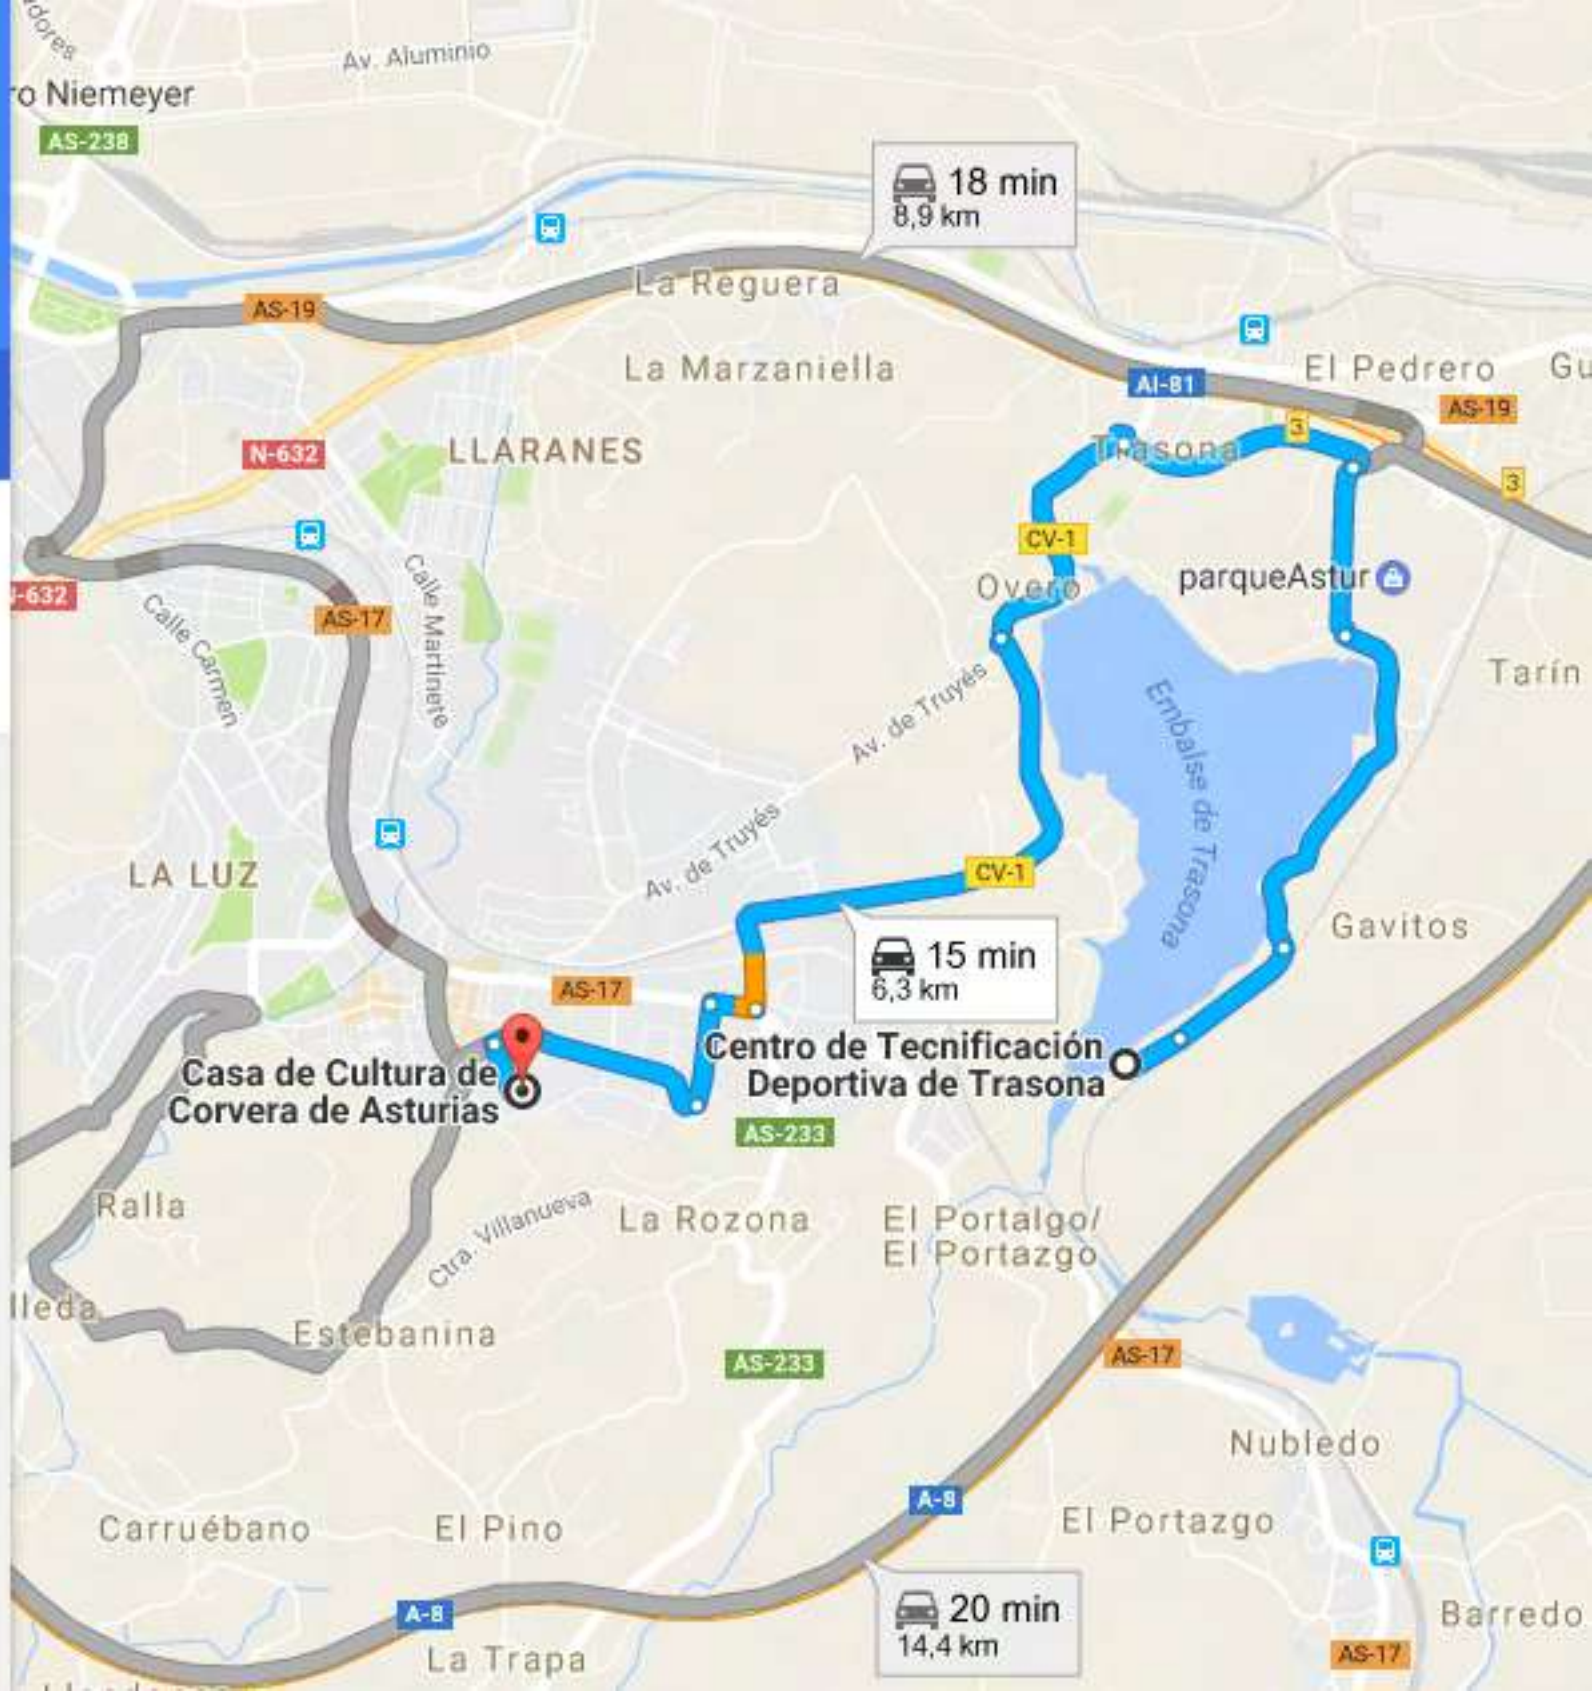 Av. Aluminio
Niemeyer
AS-238
18 min
8,9 km
La Reguera
AS-19
La Marzaniella
AI-81
El Pedrero
AS-19
N-632
LLARANES
Trasona
3
3
CV-1
Overo
parqueAstur
AS-17
Calle Carmen
Calle Martinete
Tarín
Av. de Truyés
Embalse de Trasona
Av. de Truyés
LA LUZ
CV-1
Gavitos
15 min
6,3 km
AS-17
Centro de Tecnificación
Deportiva de Trasona
Casa de Cultura de
Corvera de Asturias
AS-233
Ralla
Ctra. Villanueva
La Rozona
El Portalgo/
El Portazgo
Estebanina
AS-233
AS-17
Nubledo
A-8
El Portazgo
Carruébano
El Pino
20 min
14,4 km
A-8
Barredo
La Trapa
AS-17